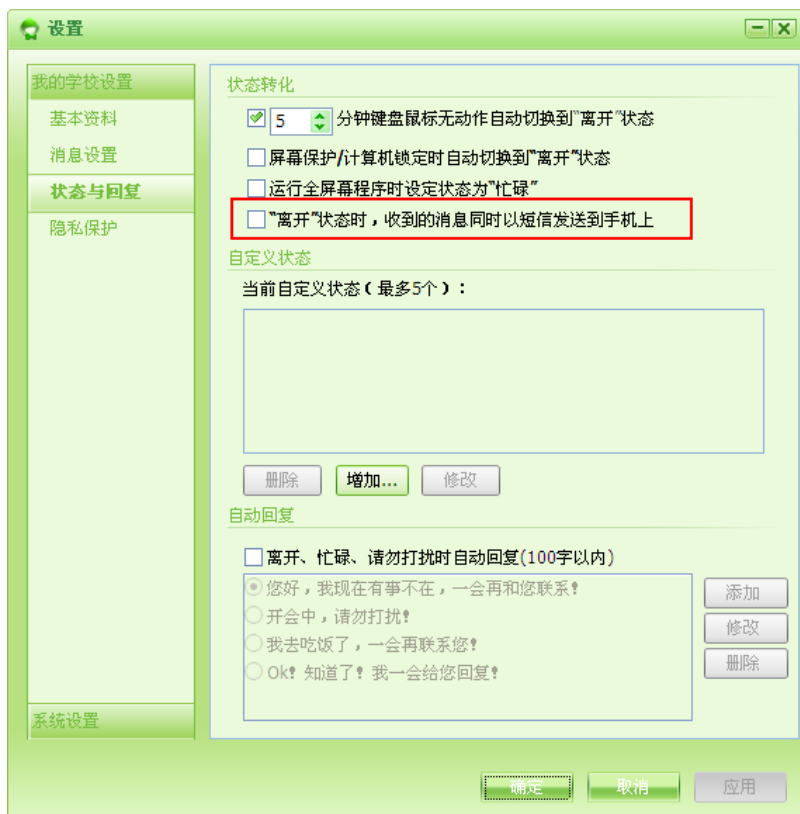 设置
我的学校设置
基本资料
消息设置
状态与回复
隐私保护
系统设置
状态转化
5 分钟键盘鼠标无动作自动切换到"离开"状态
屏幕保护/计算机锁定时自动切换到"离开"状态
运行全屏幕程序时设定状态为"忙碌"
"离开"状态时，收到的消息同时以短信发送到手机上
自定义状态
当前自定义状态（最多5个）：
删除 增加... 修改
自动回复
离开、忙碌、请勿打扰时自动回复(100字以内)
您好，我现在有事不在，一会再和您联系！
开会中，请勿打扰！
我去吃饭了，一会再联系您！
Ok！知道了！我一会给您回复！
添加
修改
删除
确定 取消 应用